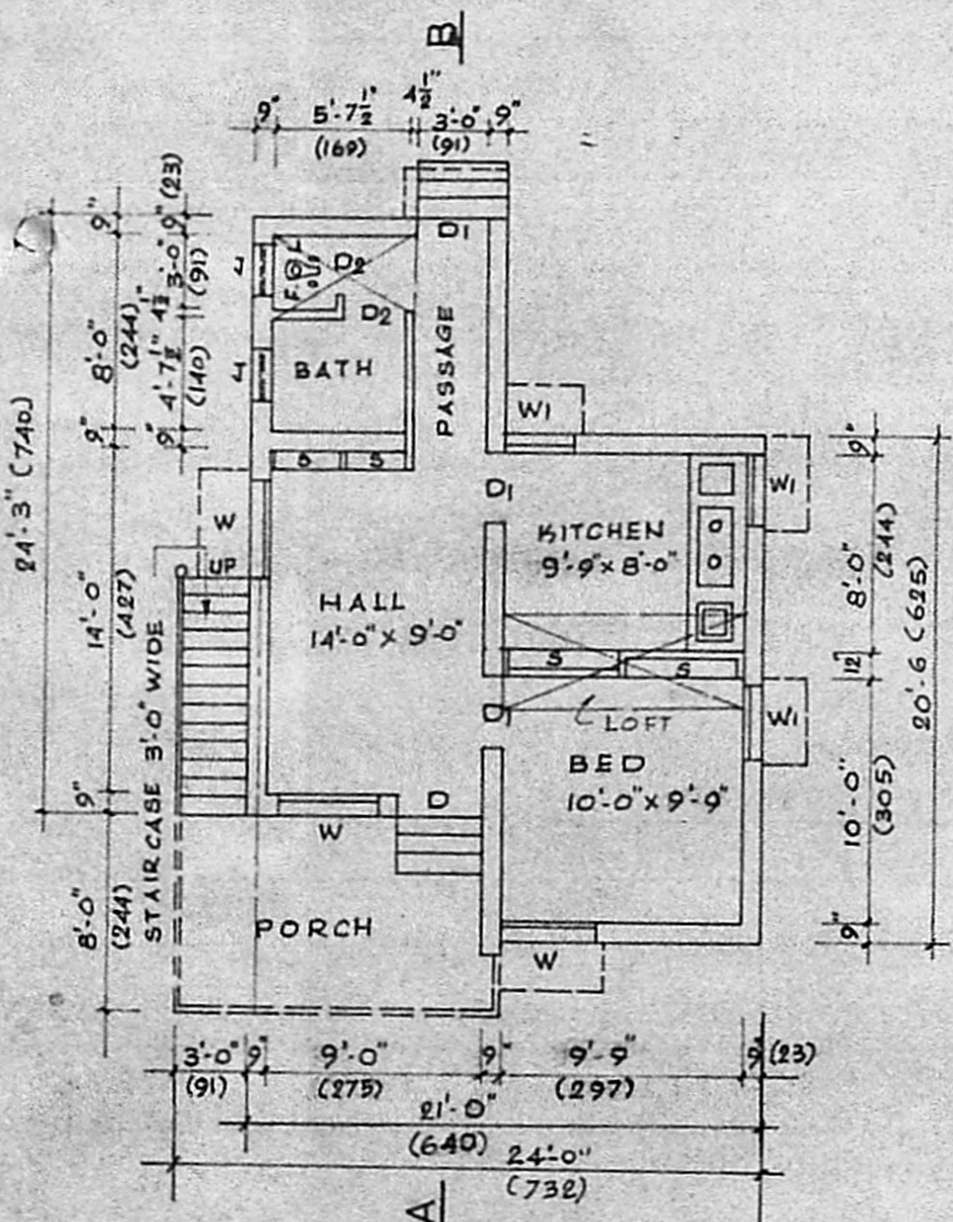 B
9"
5'-7½"
(169)
4½"
3'-0"
(91)
9"
24'-3" (740)
9"
8'-0"
(244)
9"
14'-0"
(427)
9"
8'-0"
(244)
9" (23)
3'-0"
(91)
4½"
4'-7½"
(140)
9"
D1
D2
D2
BATH
PASSAGE
W1
S
S
W
UP
D1
KITCHEN
9'-9" x 8'-0"
W1
HALL
14'-0" x 9'-0"
S
S
STAIRCASE 3'-0" WIDE
LOFT
W1
BED
10'-0" x 9'-9"
D
W
PORCH
W
9"
8'-0"
(244)
[12]
10'-0"
(305)
9"
20'-6 (625)
3'-0"
(91)
9"
9'-0"
(275)
9"
9'-9"
(297)
9" (23)
21'-0"
(640)
24'-0"
(732)
A